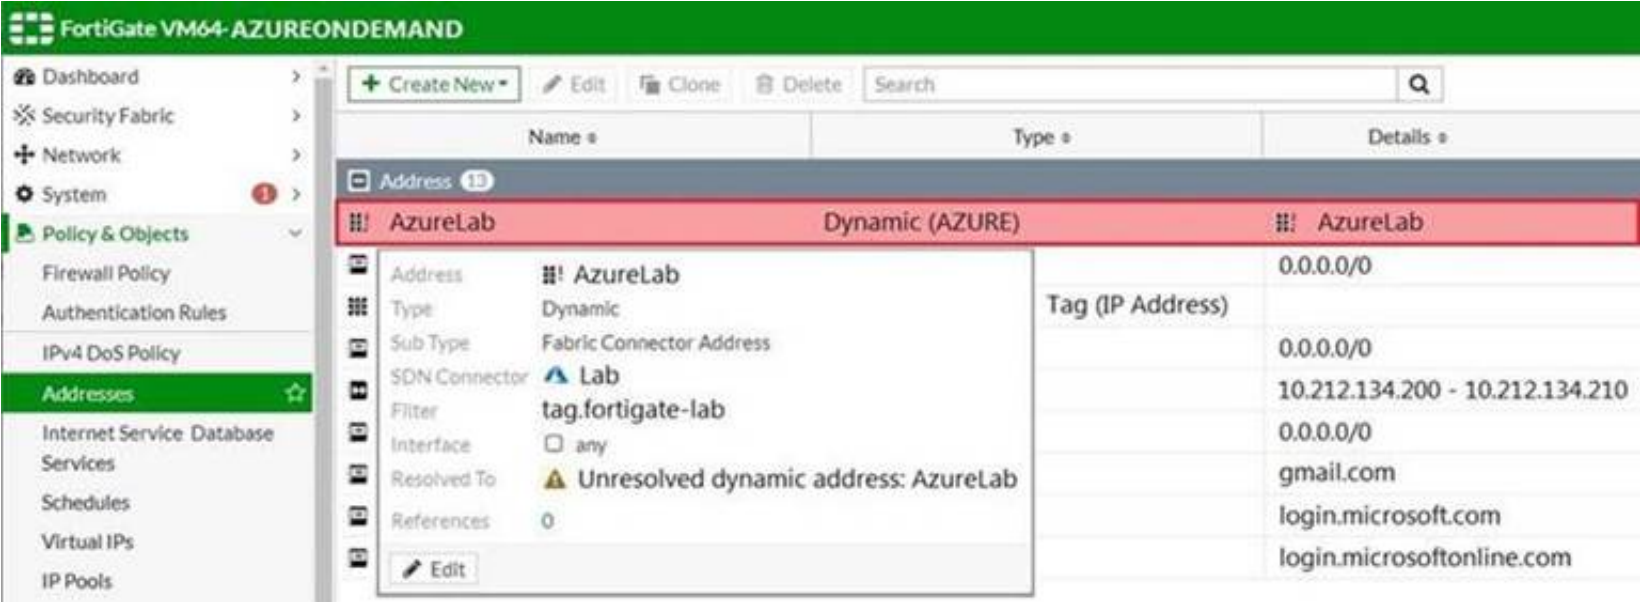 FortiGate VM64-AZUREONDEMAND
Dashboard
Security Fabric
Network
System 1
Policy & Objects
Firewall Policy
Authentication Rules
IPv4 DoS Policy
Addresses
Internet Service Database
Services
Schedules
Virtual IPs
IP Pools
+ Create New Edit Clone Delete Search
Name Type Details
Address 13
AzureLab Dynamic (AZURE) AzureLab
Address AzureLab
Type Dynamic
Sub Type Fabric Connector Address
SDN Connector Lab
Filter tag.fortigate-lab
Interface any
Resolved To Unresolved dynamic address: AzureLab
References 0
Edit
0.0.0.0/0
Tag (IP Address)
0.0.0.0/0
10.212.134.200 - 10.212.134.210
0.0.0.0/0
gmail.com
login.microsoft.com
login.microsoftonline.com